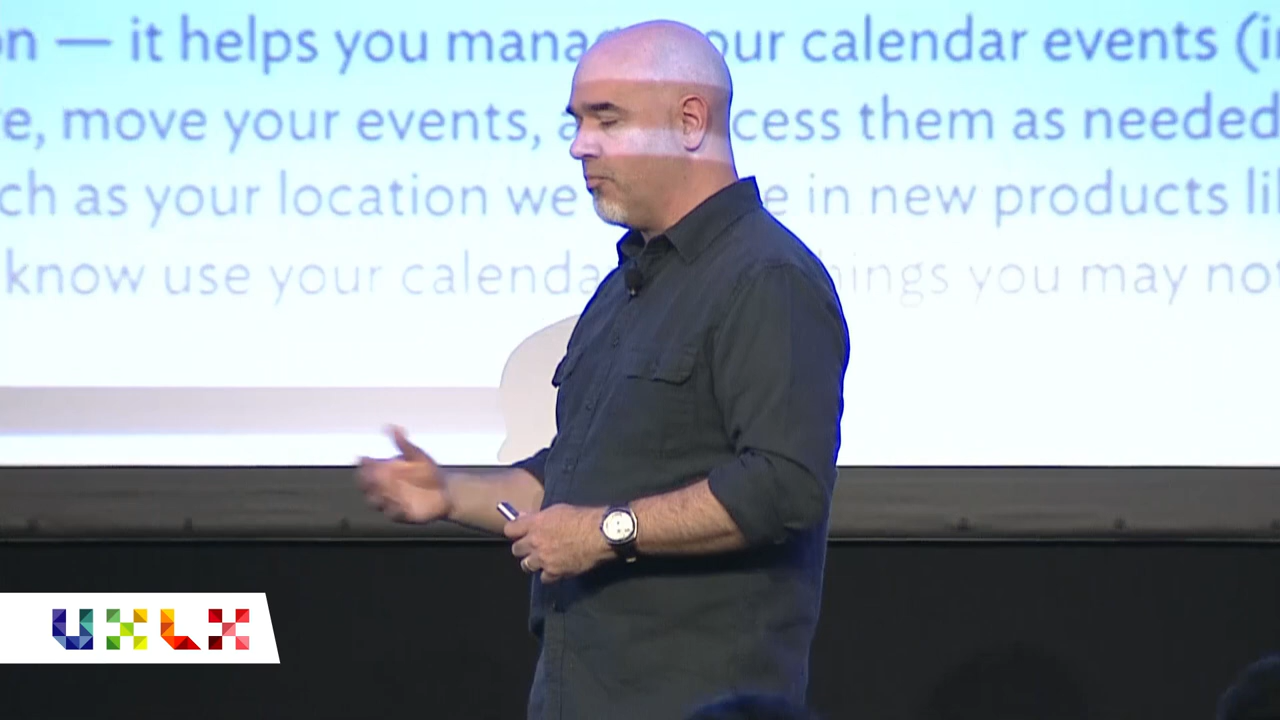 on — it helps you mana our calendar events (i
e, move your events, a cess them as needed
ch as your location we e in new products li
know use your calenda hings you may no
UXLX